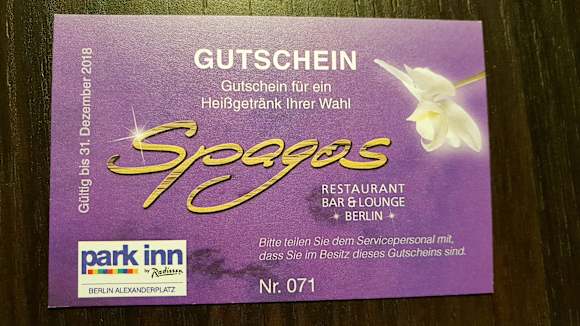 GUTSCHEIN
Gutschein für ein
Heißgetränk Ihrer Wahl
Gültig bis 31. Dezember 2018
Spagos
RESTAURANT
BAR & LOUNGE
BERLIN
Bitte teilen Sie dem Servicepersonal mit,
dass Sie im Besitz dieses Gutscheins sind.
park inn
by Radisson
BERLIN ALEXANDERPLATZ
Nr. 071